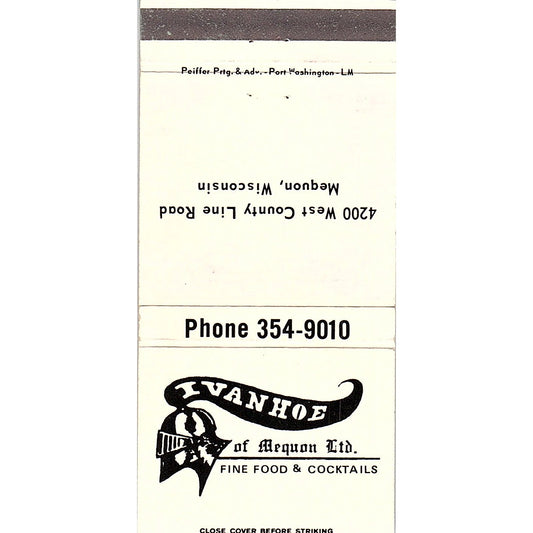 Peiffer Prtg. & Adv. - Port Washington - LM
4200 West County Line Road
Mequon, Wisconsin
Phone 354-9010
IVANHOE
of Mequon Ltd.
FINE FOOD & COCKTAILS
CLOSE COVER BEFORE STRIKING